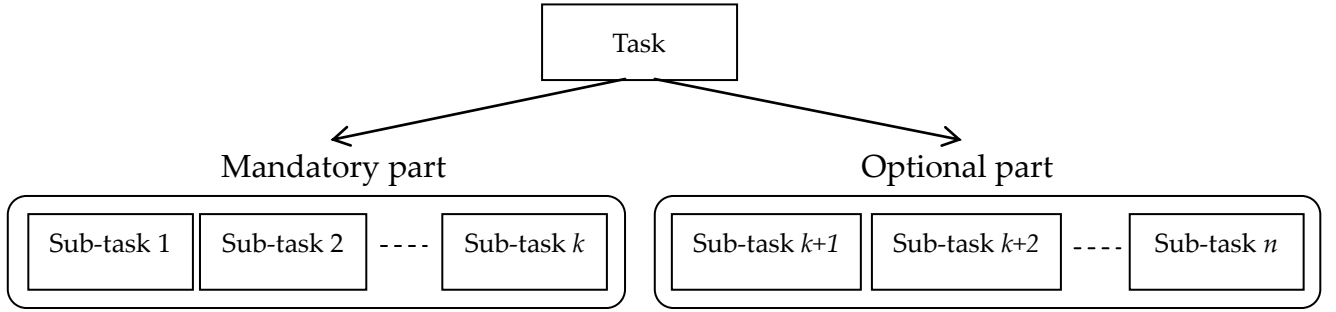 Task
Mandatory part
Optional part
Sub-task 1
Sub-task 2
----
Sub-task k
Sub-task k+1
Sub-task k+2
----
Sub-task n